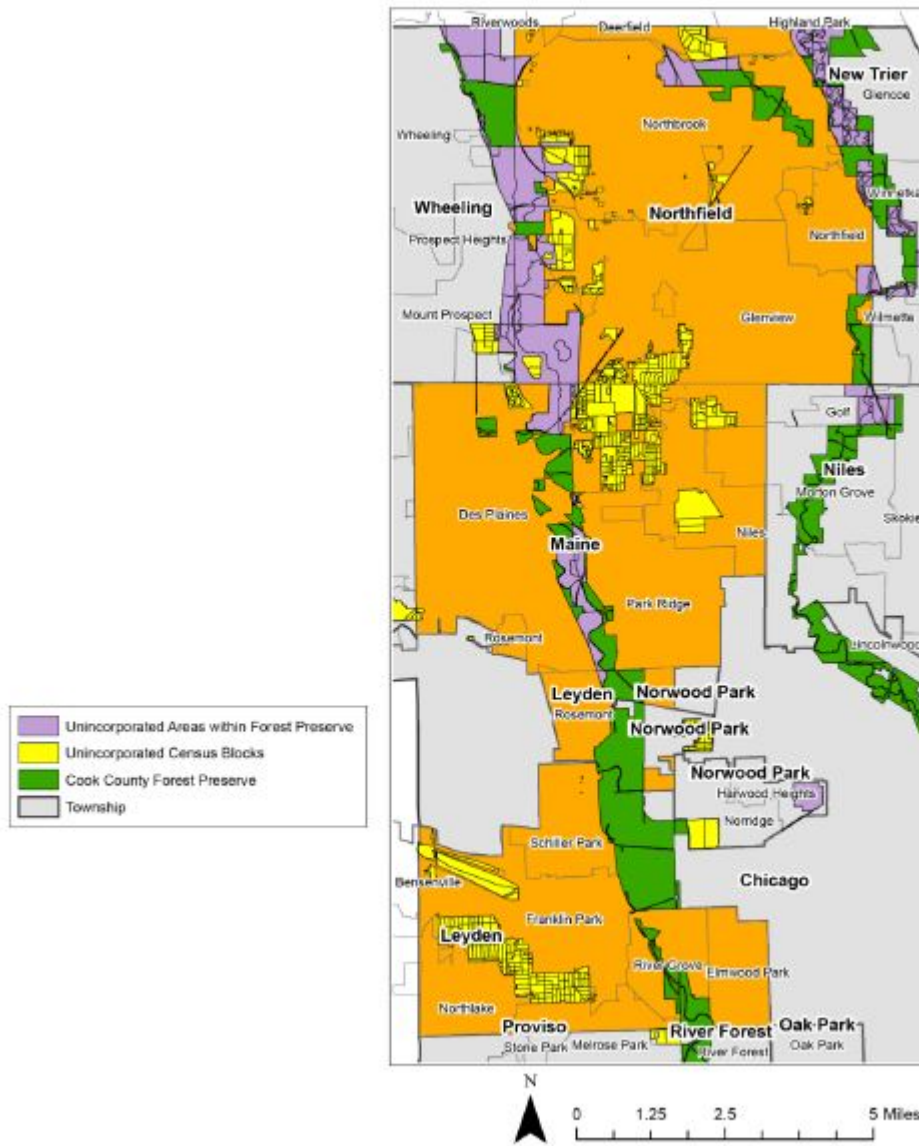 Riverwoods
Deerfield
Highland Park
New Trier
Glencoe
Northbrook
Wheeling
Winnetka
Wheeling
Northfield
Prospect Heights
Northfield
Mount Prospect
Glenview
Wilmette
Golf
Niles
Morton Grove
Des Plaines
Skokie
Niles
Maine
Park Ridge
Rosemont
Lincolnwood
Leyden
Norwood Park
Rosemont
Norwood Park
Norwood Park
Harwood Heights
Norridge
Schiller Park
Bensenville
Chicago
Franklin Park
Leyden
River Grove
Elmwood Park
Northlake
Proviso
River Forest
Oak Park
Stone Park
Melrose Park
River Forest
Oak Park
Unincorporated Areas within Forest Preserve
Unincorporated Census Blocks
Cook County Forest Preserve
Township
N
0 1.25 2.5 5 Miles